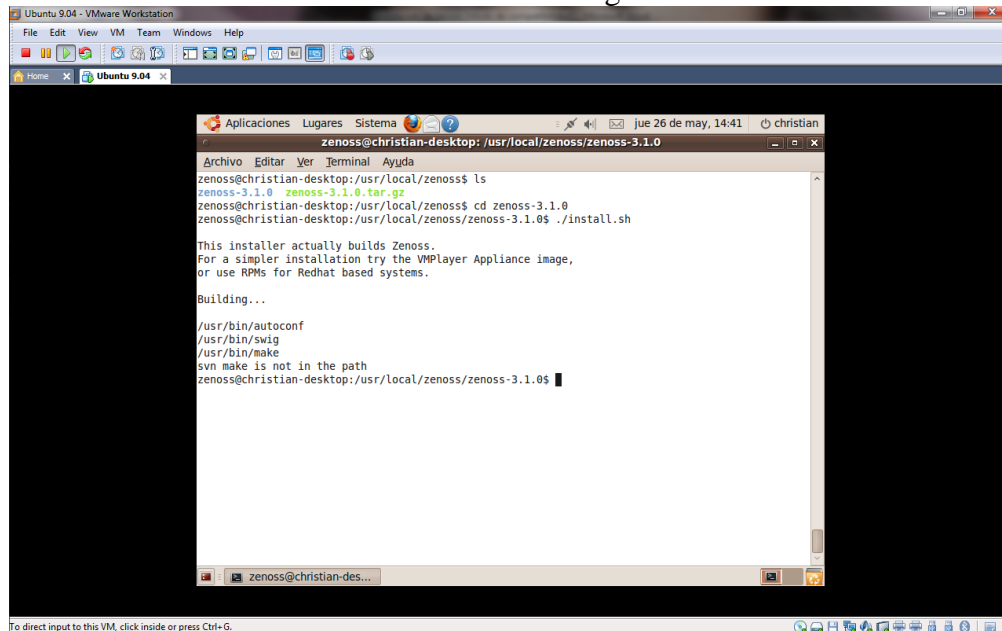 Ubuntu 9.04 - VMware Workstation
File Edit View VM Team Windows Help
Home Ubuntu 9.04
Aplicaciones Lugares Sistema jue 26 de may, 14:41 christian
zenoss@christian-desktop: /usr/local/zenoss/zenoss-3.1.0
Archivo Editar Ver Terminal Ayuda
zenoss@christian-desktop:/usr/local/zenoss$ ls
zenoss-3.1.0 zenoss-3.1.0.tar.gz
zenoss@christian-desktop:/usr/local/zenoss$ cd zenoss-3.1.0
zenoss@christian-desktop:/usr/local/zenoss/zenoss-3.1.0$ ./install.sh
This installer actually builds Zenoss.
For a simpler installation try the VMPlayer Appliance image,
or use RPMs for Redhat based systems.
Building...
/usr/bin/autoconf
/usr/bin/swig
/usr/bin/make
svn make is not in the path
zenoss@christian-desktop:/usr/local/zenoss/zenoss-3.1.0$
zenoss@christian-des...
To direct input to this VM, click inside or press Ctrl+G.